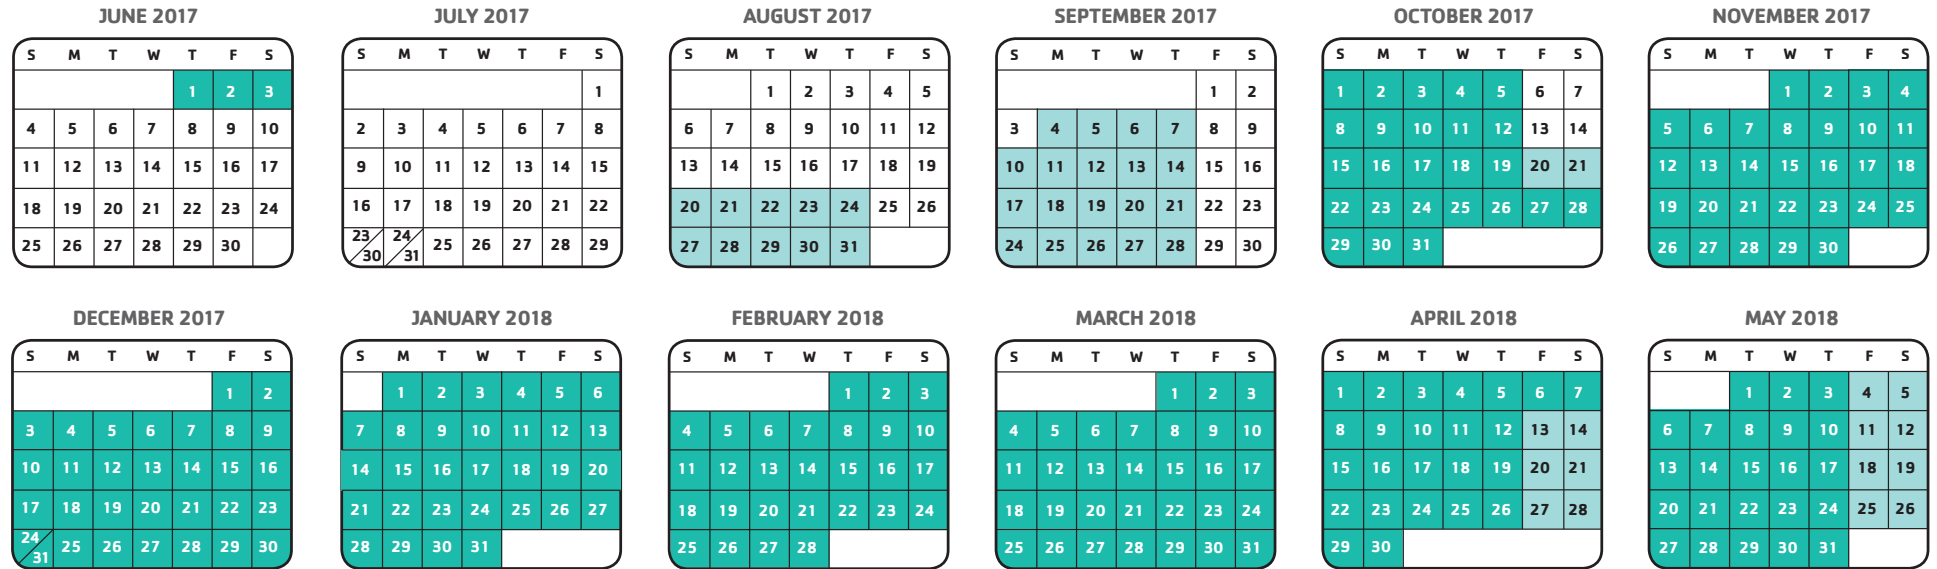 JUNE 2017
S M T W T F S
1 2 3
4 5 6 7 8 9 10
11 12 13 14 15 16 17
18 19 20 21 22 23 24
25 26 27 28 29 30
JULY 2017
S M T W T F S
1
2 3 4 5 6 7 8
9 10 11 12 13 14 15
16 17 18 19 20 21 22
23/30 24/31 25 26 27 28 29
AUGUST 2017
S M T W T F S
1 2 3 4 5
6 7 8 9 10 11 12
13 14 15 16 17 18 19
20 21 22 23 24 25 26
27 28 29 30 31
SEPTEMBER 2017
S M T W T F S
1 2
3 4 5 6 7 8 9
10 11 12 13 14 15 16
17 18 19 20 21 22 23
24 25 26 27 28 29 30
OCTOBER 2017
S M T W T F S
1 2 3 4 5 6 7
8 9 10 11 12 13 14
15 16 17 18 19 20 21
22 23 24 25 26 27 28
29 30 31
NOVEMBER 2017
S M T W T F S
1 2 3 4
5 6 7 8 9 10 11
12 13 14 15 16 17 18
19 20 21 22 23 24 25
26 27 28 29 30
DECEMBER 2017
S M T W T F S
1 2
3 4 5 6 7 8 9
10 11 12 13 14 15 16
17 18 19 20 21 22 23
24/31 25 26 27 28 29 30
JANUARY 2018
S M T W T F S
1 2 3 4 5 6
7 8 9 10 11 12 13
14 15 16 17 18 19 20
21 22 23 24 25 26 27
28 29 30 31
FEBRUARY 2018
S M T W T F S
1 2 3
4 5 6 7 8 9 10
11 12 13 14 15 16 17
18 19 20 21 22 23 24
25 26 27 28
MARCH 2018
S M T W T F S
1 2 3
4 5 6 7 8 9 10
11 12 13 14 15 16 17
18 19 20 21 22 23 24
25 26 27 28 29 30 31
APRIL 2018
S M T W T F S
1 2 3 4 5 6 7
8 9 10 11 12 13 14
15 16 17 18 19 20 21
22 23 24 25 26 27 28
29 30
MAY 2018
S M T W T F S
1 2 3 4 5
6 7 8 9 10 11 12
13 14 15 16 17 18 19
20 21 22 23 24 25 26
27 28 29 30 31